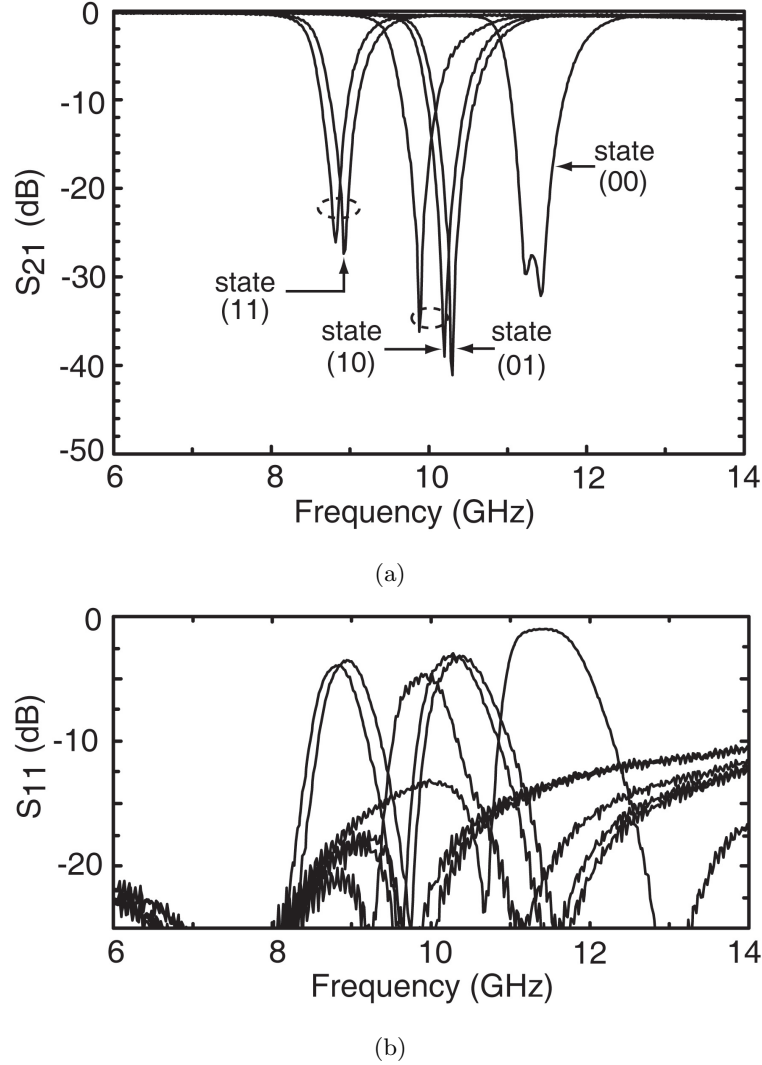 0
-10
-20
-30
-40
-50
S21 (dB)
state
(00)
state
(11)
state
(10)
state
(01)
6 8 10 12 14
Frequency (GHz)
(a)
0
-10
-20
S11 (dB)
6 8 10 12 14
Frequency (GHz)
(b)